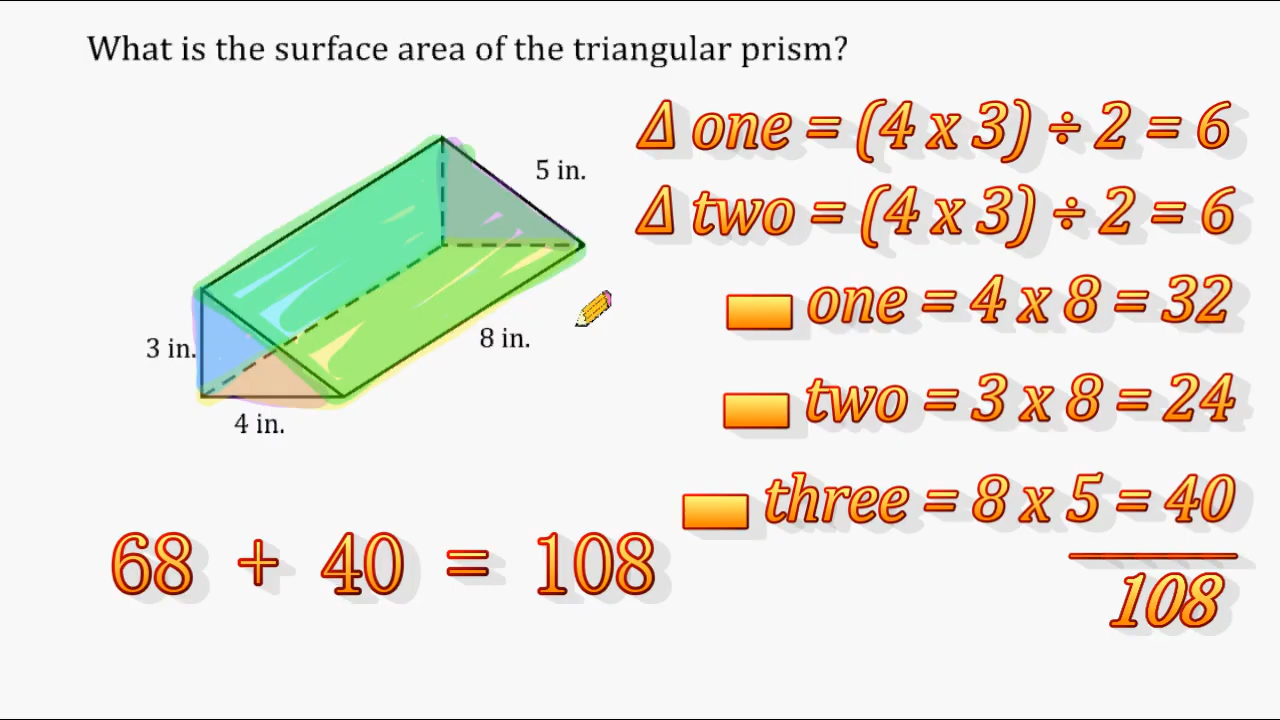 What is the surface area of the triangular prism?
Δ one = (4 x 3) ÷ 2 = 6
Δ two = (4 x 3) ÷ 2 = 6
one = 4 x 8 = 32
two = 3 x 8 = 24
three = 8 x 5 = 40
108
5 in.
8 in.
3 in.
4 in.
68 + 40 = 108